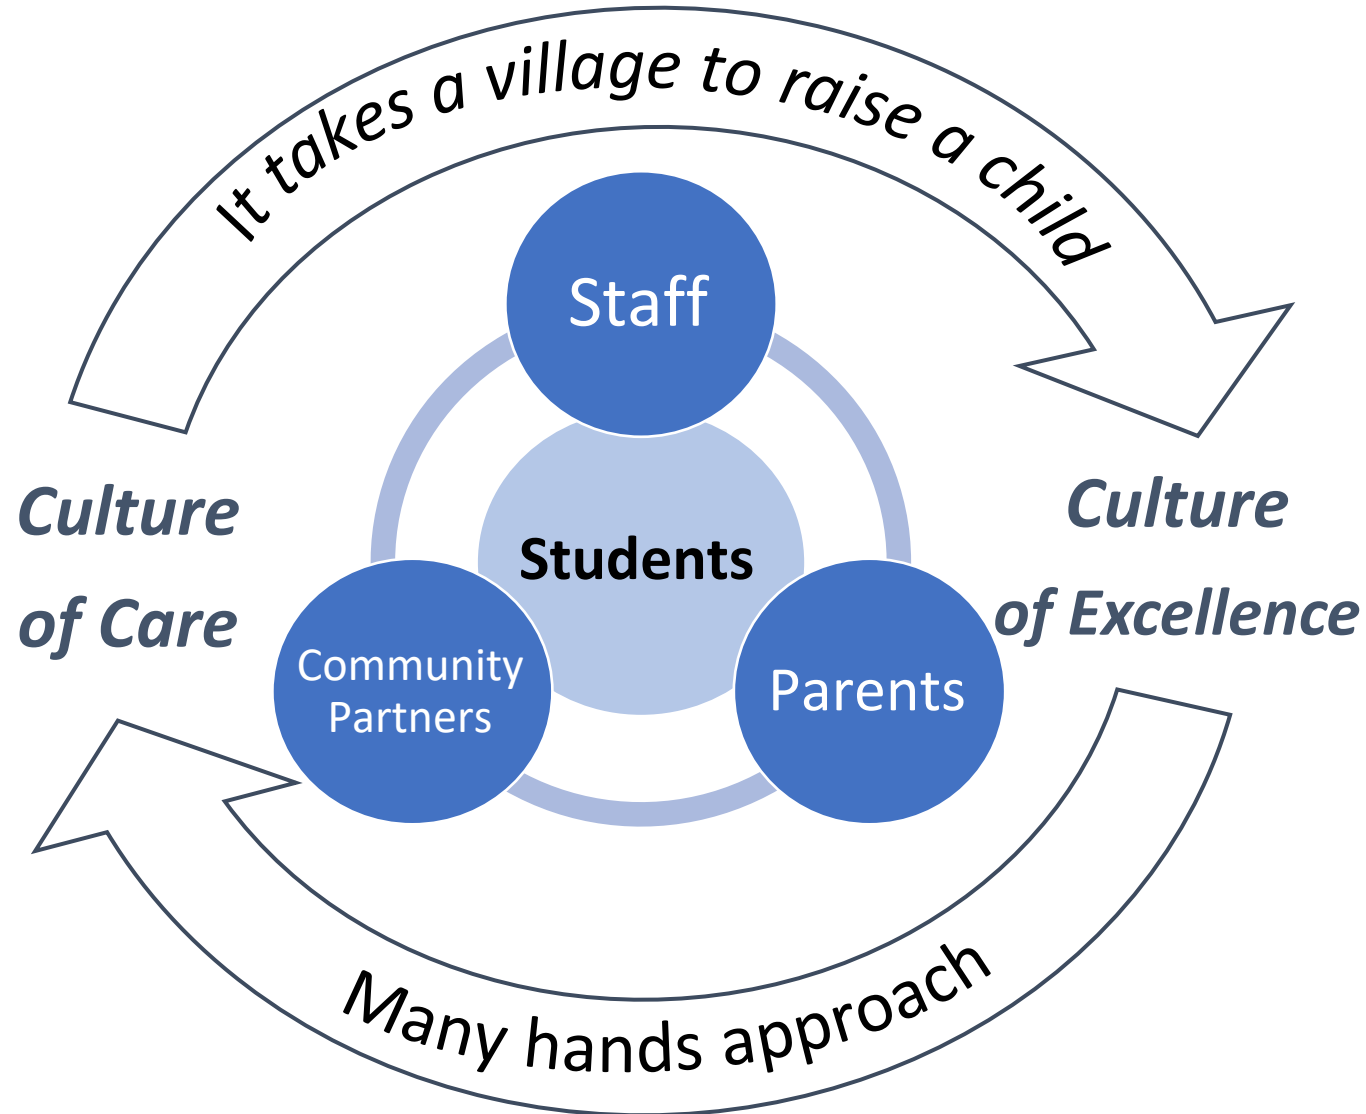 It takes a village to raise a child
Staff
Culture
of Care
Students
Culture
of Excellence
Community
Partners
Parents
Many hands approach